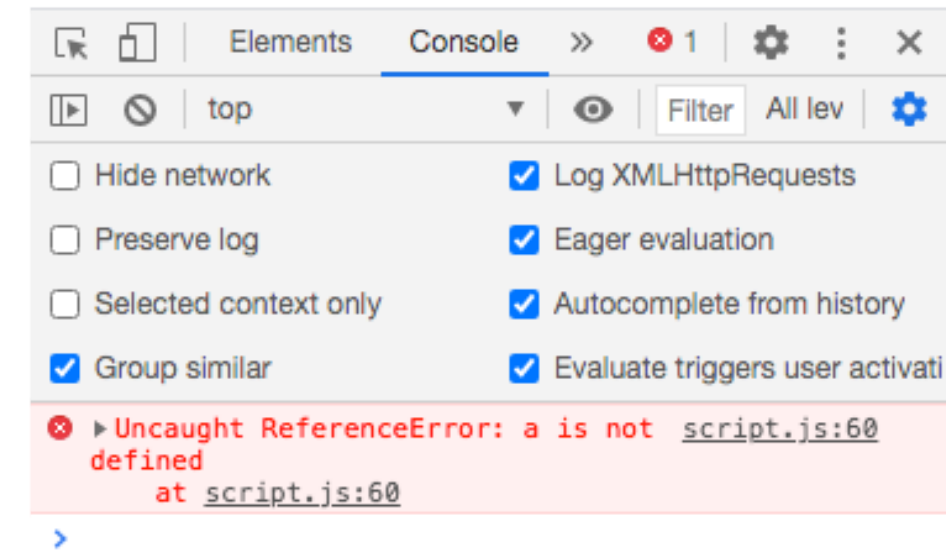 Elements Console » 1
top Filter All lev
Hide network Log XMLHttpRequests
Preserve log Eager evaluation
Selected context only Autocomplete from history
Group similar Evaluate triggers user activati
Uncaught ReferenceError: a is not script.js:60
defined
at script.js:60
>